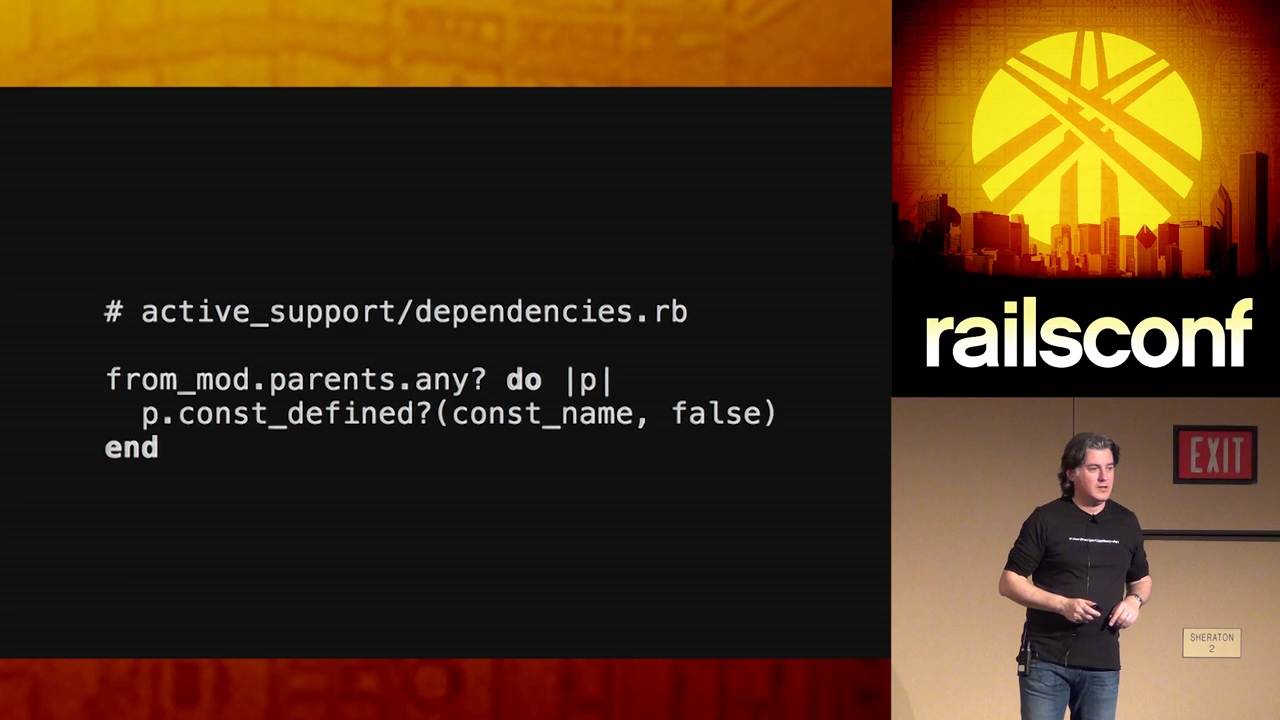 # active_support/dependencies.rb
from_mod.parents.any? do |p|
  p.const_defined?(const_name, false)
end
railsconf
EXIT
SHERATON
2